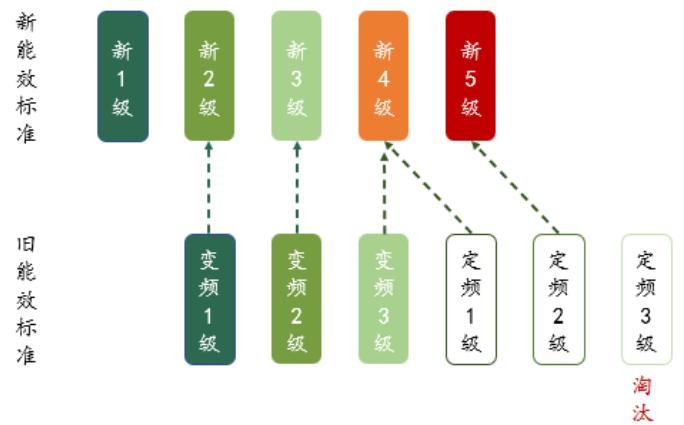 新能效标准
新1级
新2级
新3级
新4级
新5级
旧能效标准
变频1级
变频2级
变频3级
定频1级
定频2级
定频3级
淘汰